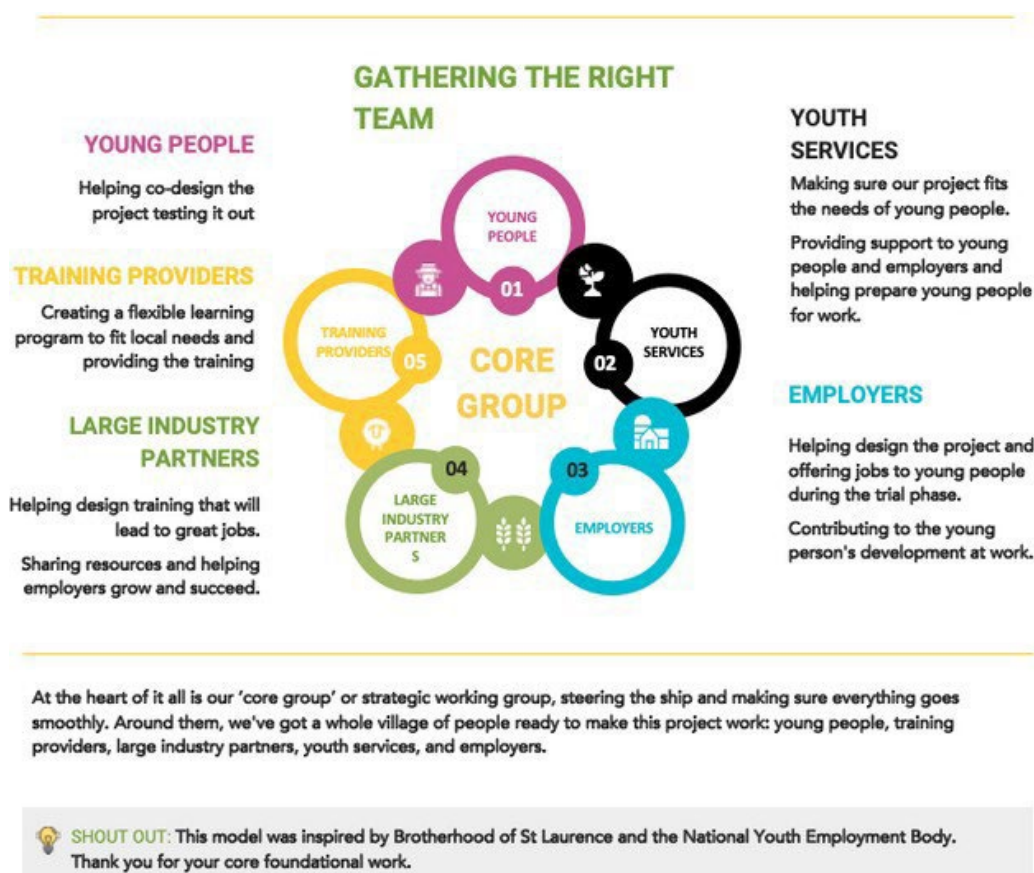 GATHERING THE RIGHT
TEAM
YOUNG PEOPLE
Helping co-design the
project testing it out
TRAINING PROVIDERS
Creating a flexible learning
program to fit local needs and
providing the training
LARGE INDUSTRY
PARTNERS
Helping design training that will
lead to great jobs.
Sharing resources and helping
employers grow and succeed.
YOUNG
PEOPLE
01
YOUTH
SERVICES
02
EMPLOYERS
03
LARGE
INDUSTRY
PARTNER
S
04
TRAINING
PROVIDERS
05
CORE
GROUP
YOUTH
SERVICES
Making sure our project fits
the needs of young people.
Providing support to young
people and employers and
helping prepare young people
for work.
EMPLOYERS
Helping design the project and
offering jobs to young people
during the trial phase.
Contributing to the young
person's development at work.
At the heart of it all is our ‘core group’ or strategic working group, steering the ship and making sure everything goes
smoothly. Around them, we've got a whole village of people ready to make this project work: young people, training
providers, large industry partners, youth services, and employers.
SHOUT OUT: This model was inspired by Brotherhood of St Laurence and the National Youth Employment Body.
Thank you for your core foundational work.